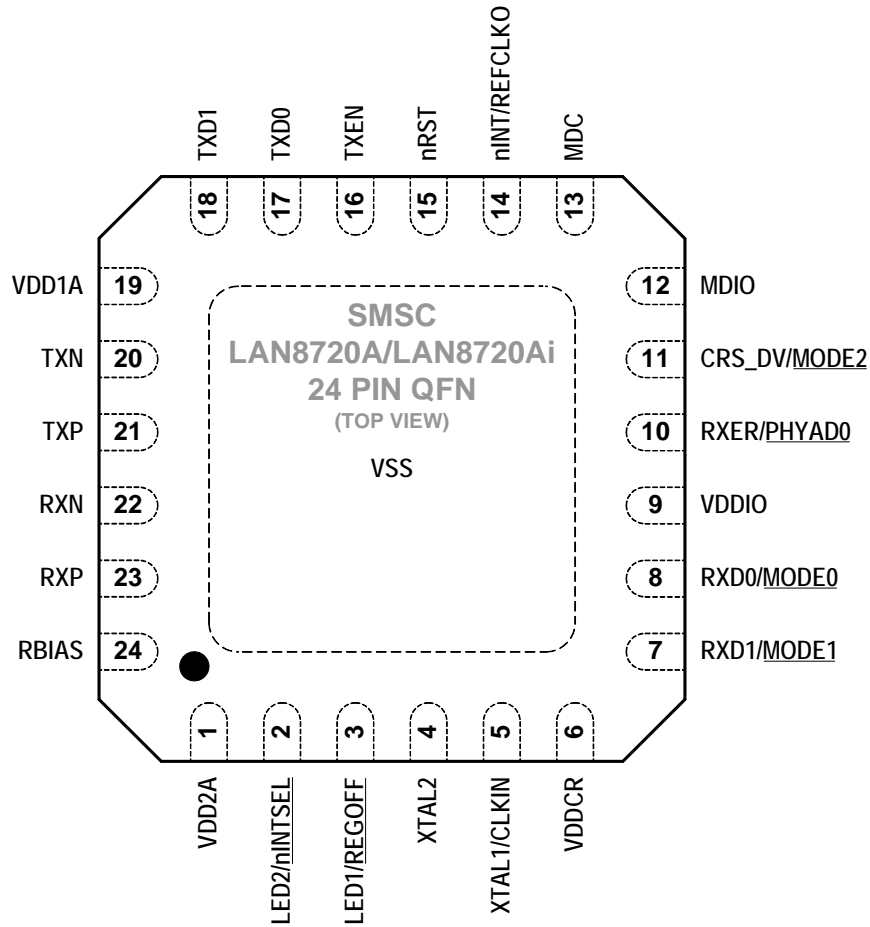 TXD1
TXD0
TXEN
nRST
nINT/REFCLKO
MDC
18
17
16
15
14
13
VDD1A 19
TXN 20
TXP 21
RXN 22
RXP 23
RBIAS 24
SMSC
LAN8720A/LAN8720Ai
24 PIN QFN
(TOP VIEW)
VSS
12 MDIO
11 CRS_DV/MODE2
10 RXER/PHYAD0
9 VDDIO
8 RXD0/MODE0
7 RXD1/MODE1
1
2
3
4
5
6
VDD2A
LED2/nINTSEL
LED1/REGOFF
XTAL2
XTAL1/CLKIN
VDDCR